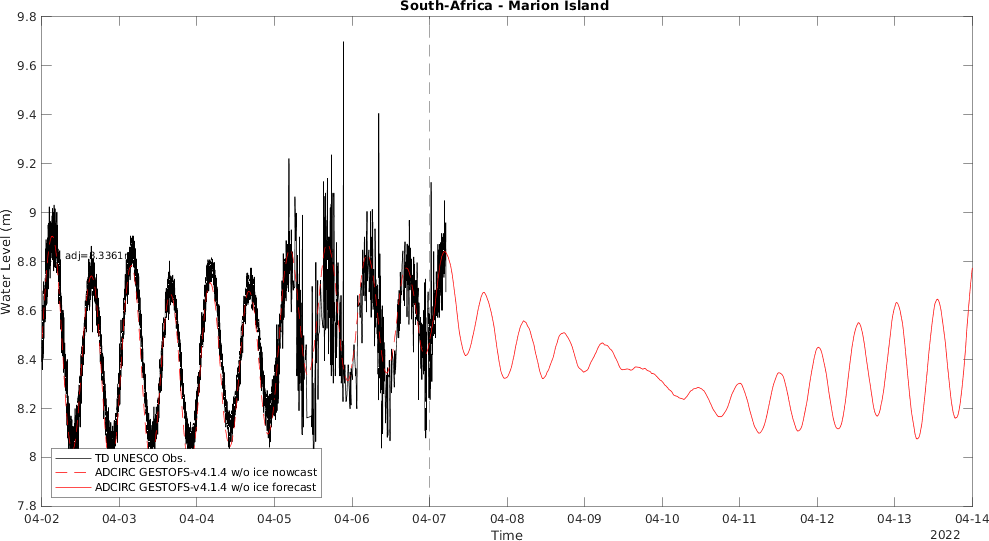 South-Africa - Marion Island
Water Level (m)
9.8
9.6
9.4
9.2
9
8.8
8.6
8.4
8.2
8
7.8
TD UNESCO Obs.
ADCIRC GESTOFS-v4.1.4 w/o ice nowcast
ADCIRC GESTOFS-v4.1.4 w/o ice forecast
04-02 04-03 04-04 04-05 04-06 04-07 04-08 04-09 04-10 04-11 04-12 04-13 04-14
Time
2022